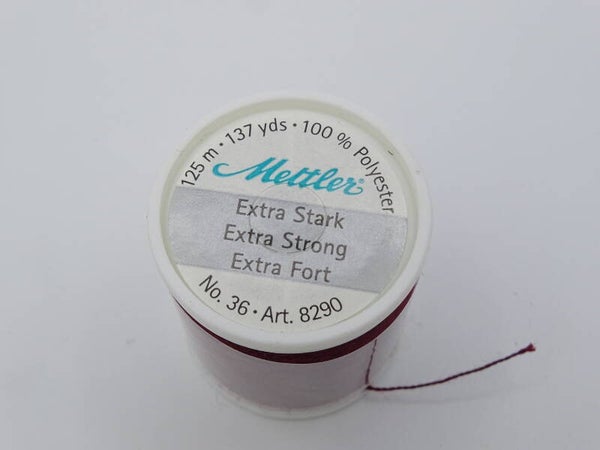 125 m · 137 yds · 100 % Polyester
Mettler®
Extra Stark
Extra Strong
Extra Fort
No. 36 · Art. 8290